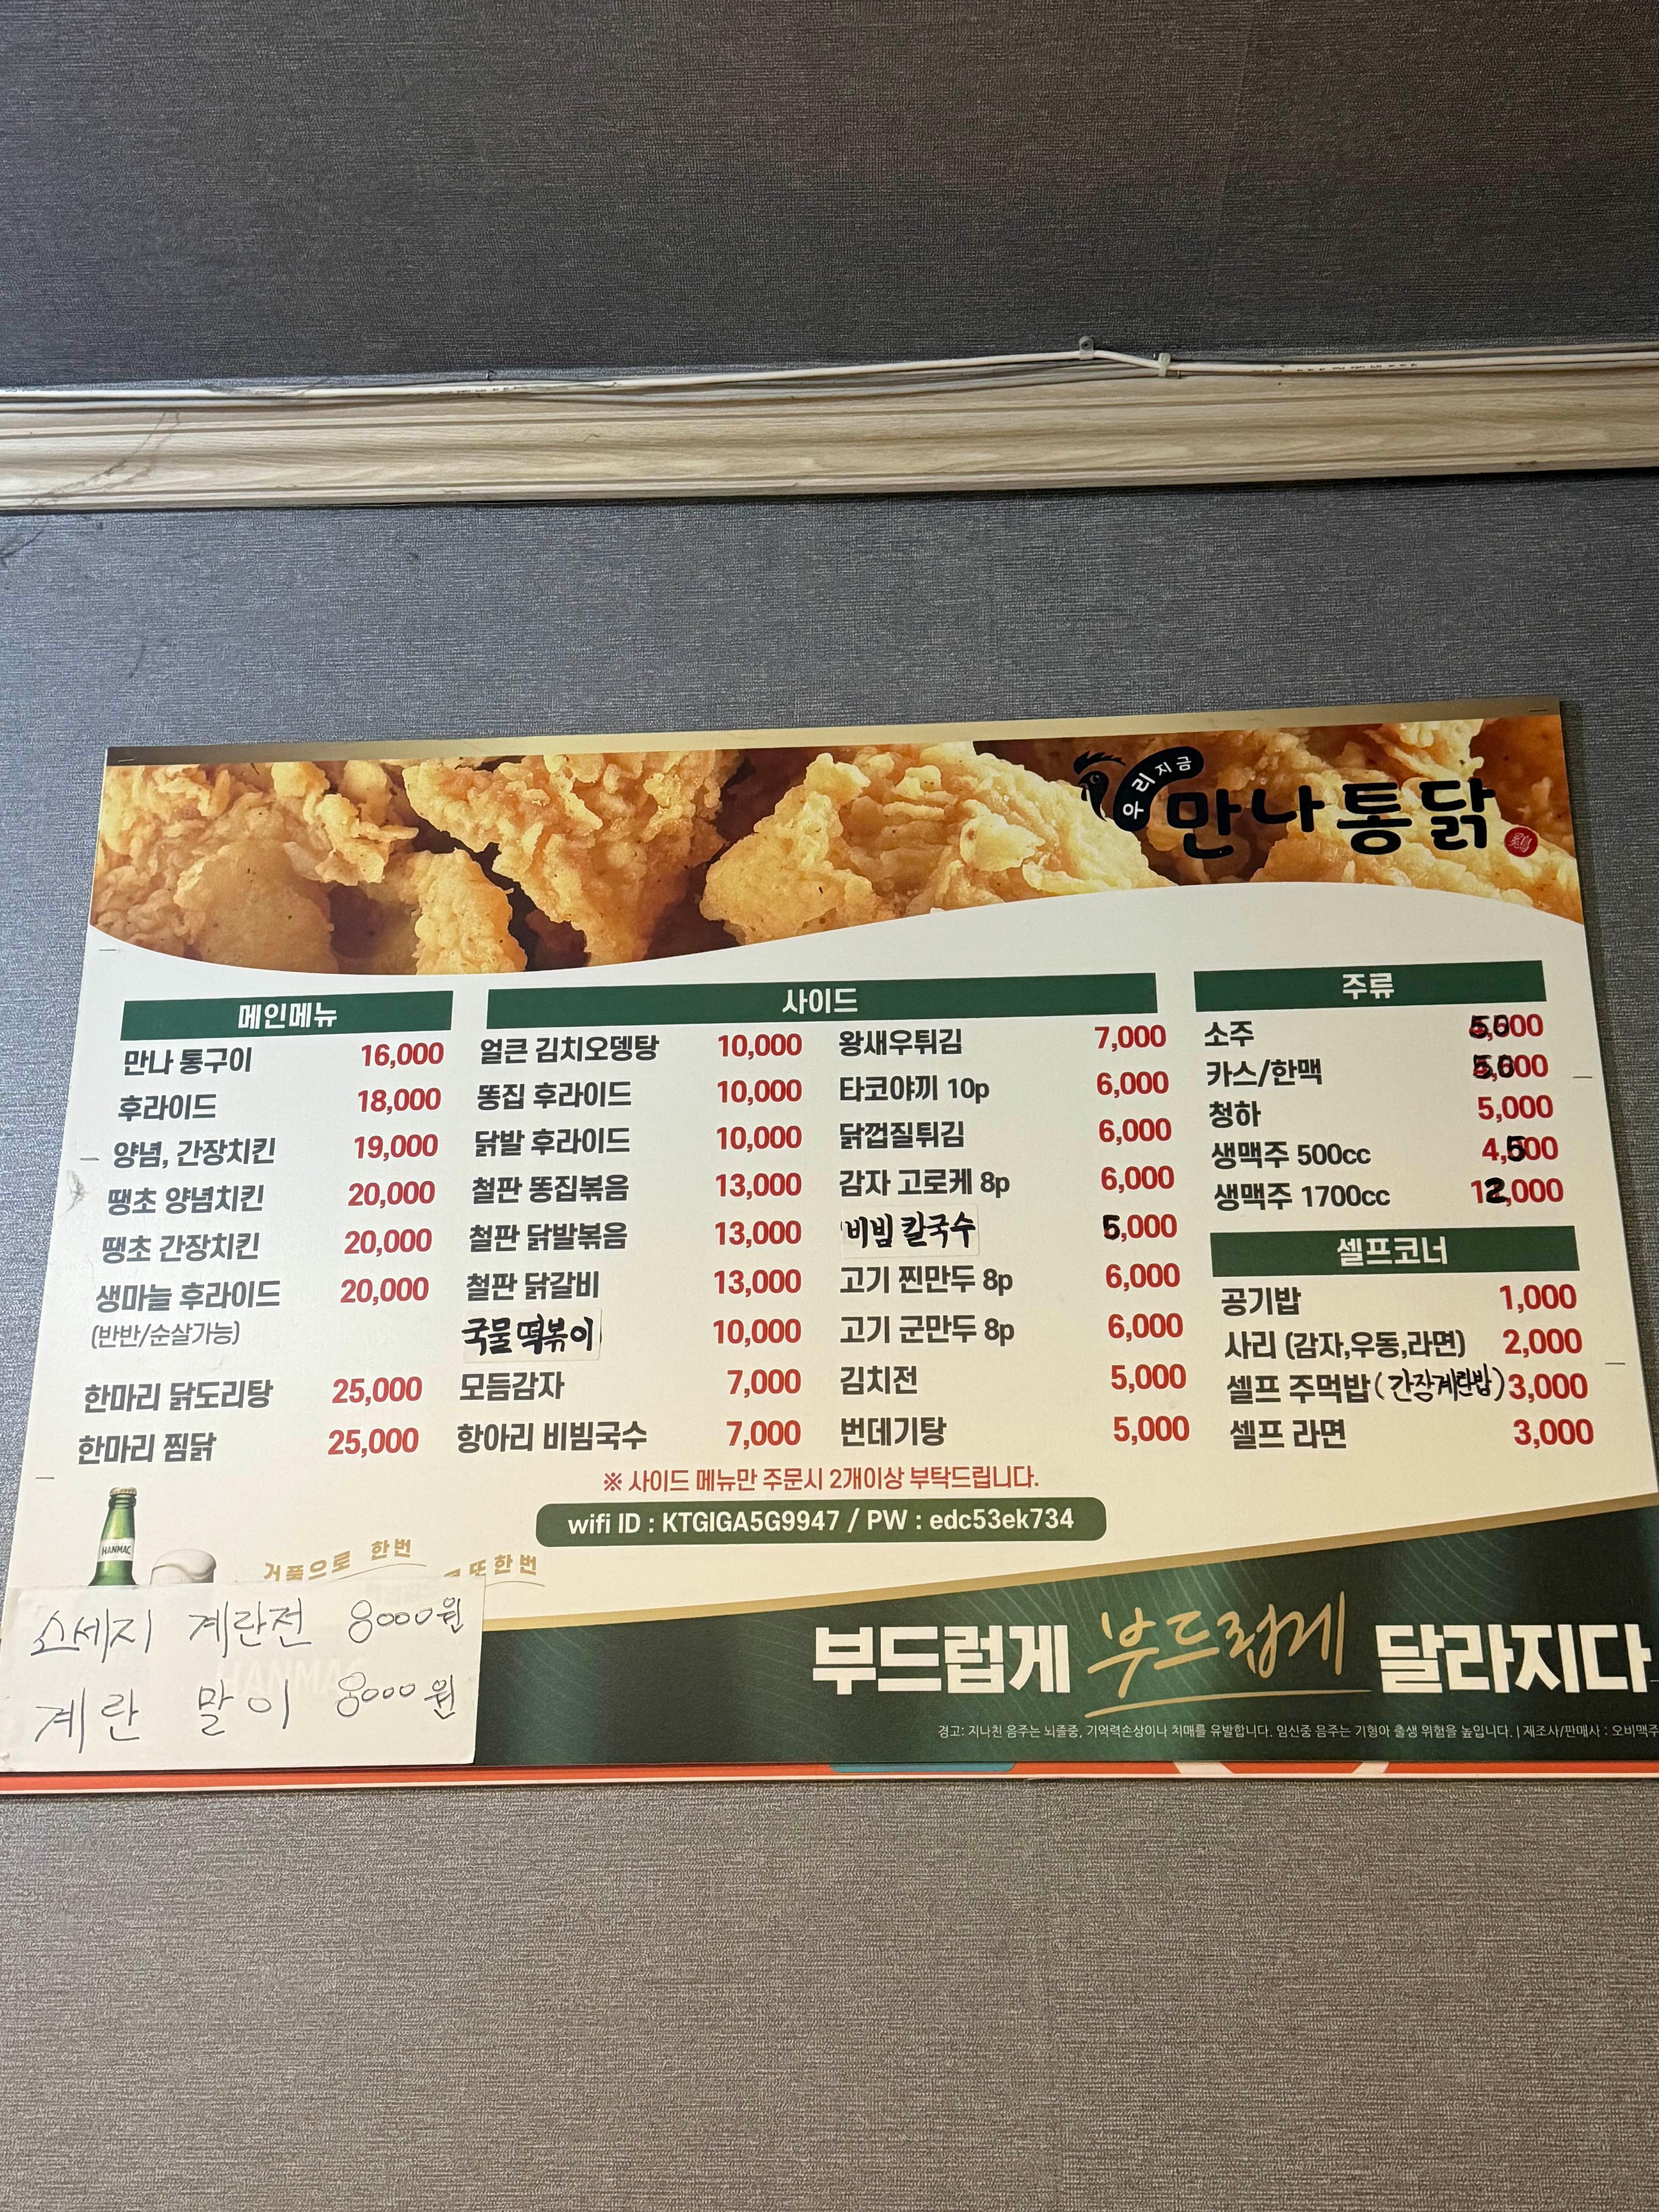 우리지금
만나통닭
메인메뉴
만나 통구이 16,000
후라이드 18,000
양념, 간장치킨 19,000
땡초 양념치킨 20,000
땡초 간장치킨 20,000
생마늘 후라이드 20,000
(반반/순살가능)
한마리 닭도리탕 25,000
한마리 찜닭 25,000
사이드
얼큰 김치오뎅탕 10,000
똥집 후라이드 10,000
닭발 후라이드 10,000
철판 똥집볶음 13,000
철판 닭발볶음 13,000
철판 닭갈비 13,000
국물떡볶이 10,000
모듬감자 7,000
항아리 비빔국수 7,000
왕새우튀김 7,000
타코야끼 10p 6,000
닭껍질튀김 6,000
감자 고로케 8p 6,000
비빔 칼국수 5,000
고기 찐만두 8p 6,000
고기 군만두 8p 6,000
김치전 5,000
번데기탕 5,000
※ 사이드 메뉴만 주문시 2개이상 부탁드립니다.
wifi ID : KTGIGA5G9947 / PW : edc53ek734
주류
소주
카스/한맥
청하 5,000
생맥주 500cc 4,500
생맥주 1700cc 12,000
셀프코너
공기밥 1,000
사리 (감자,우동,라면) 2,000
셀프 주먹밥(간장계란밥) 3,000
셀프 라면 3,000
HANMAC
거품으로 한번
또한번
소세지 계란전 8000원
계란 말이 8000원
부드럽게 부드럽게 달라지다
경고: 지나친 음주는 뇌졸중, 기억력손상이나 치매를 유발합니다. 임신중 음주는 기형아 출생 위험을 높입니다. | 제조사/판매사 : 오비맥주